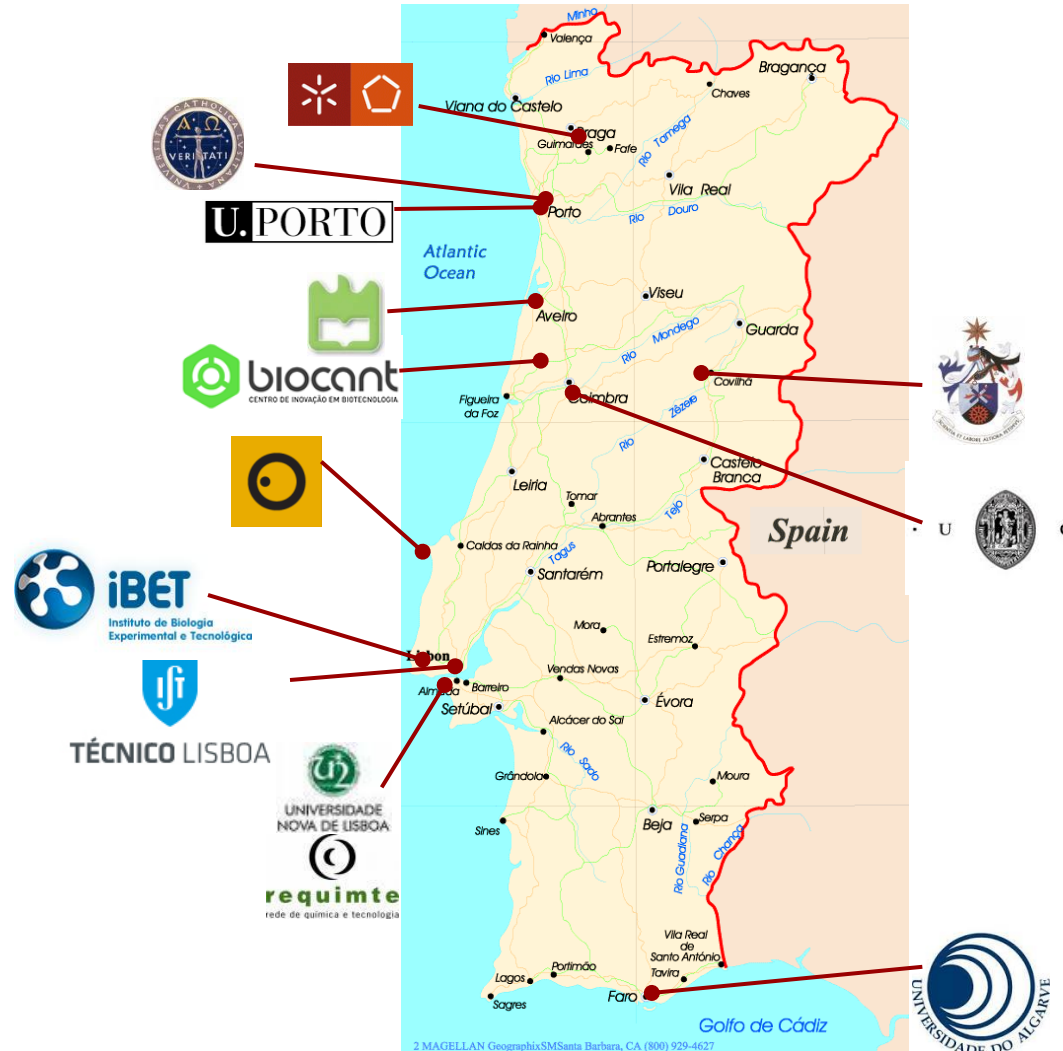 Minho
Valença
Rio Lima
Bragança
Chaves
Viana do Castelo
Braga
Guimarães
Fafe
Rio Tamega
UNIVERSITAS CATHOLICA LUSITANA
Α Ω
VERITATI
Vila Real
U.PORTO
Porto
Rio Douro
Atlantic
Ocean
Viseu
Aveiro
Rio Mondego
Guarda
biocant
CENTRO DE INOVAÇÃO EM BIOTECNOLOGIA
Covilhã
Coimbra
Figueira
da Foz
Rio Zêzere
Castelo
Branca
Leiria
Tomar
Abrantes
Tejo
Spain
U C
Caldas da Rainha
Tagus
Santarém
Portalegre
iBET
Instituto de Biologia
Experimental e Tecnológica
Mora
Estremoz
Lisbon
Vendas Novas
Almada
Barreiro
Setúbal
Évora
TÉCNICO LISBOA
Alcácer do Sal
Rio Sado
Grândola
Moura
UNIVERSIDADE
NOVA DE LISBOA
Sines
Beja
Serpa
Rio Guadiana
Rio Chança
requimte
rede de química e tecnologia
Vila Real
de
Santo António
Portimão
Lagos
Tavira
Sagres
Faro
UNIVERSIDADE DO ALGARVE
Golfo de Cádiz
2 MAGELLAN GeographixSMSanta Barbara, CA (800) 929-4627